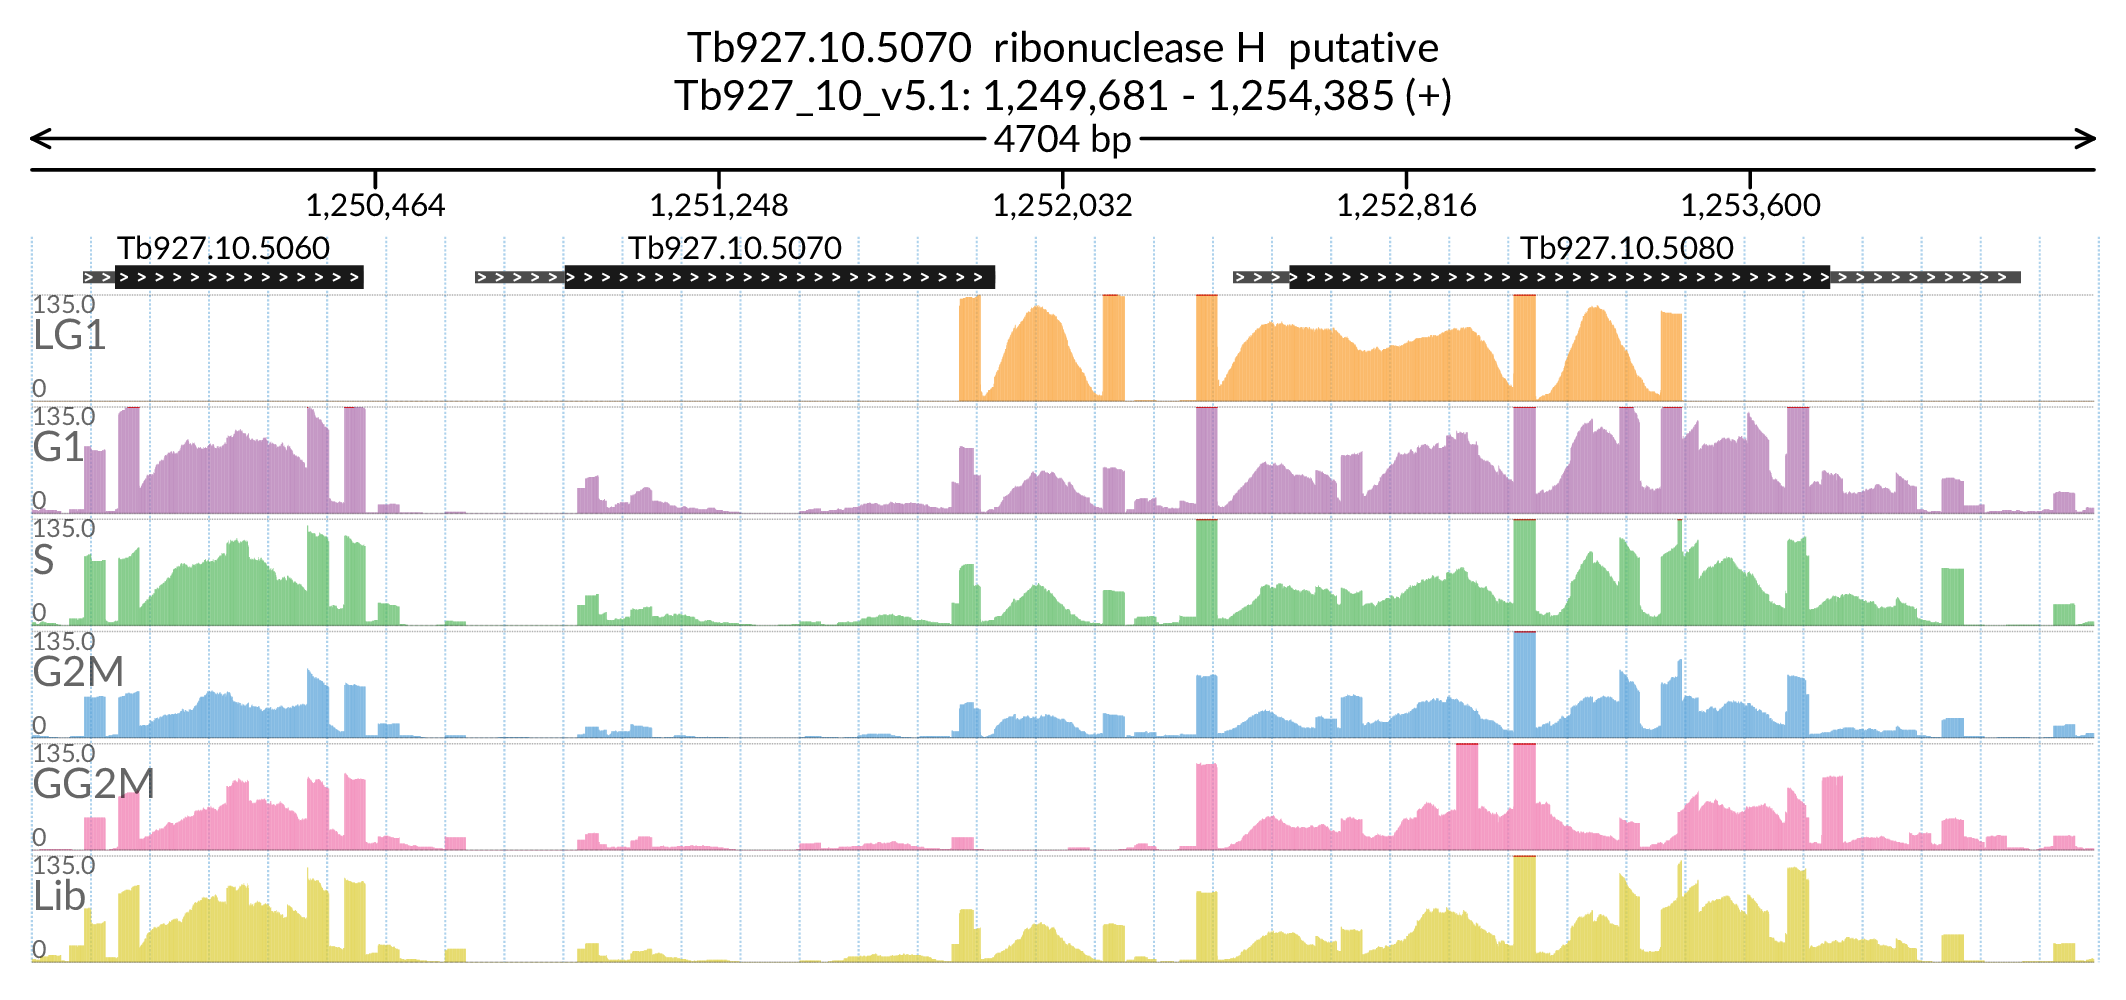 Tb927.10.5070 ribonuclease H putative
Tb927_10_v5.1: 1,249,681 - 1,254,385 (+)
4704 bp
1,250,464 1,251,248 1,252,032 1,252,816 1,253,600
Tb927.10.5060 Tb927.10.5070 Tb927.10.5080
135.0
LG1
0
135.0
G1
0
135.0
S
0
135.0
G2M
0
135.0
GG2M
0
135.0
Lib
0